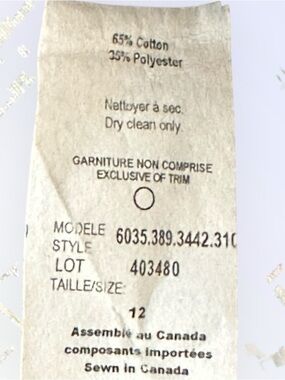 65% Cotton
35% Polyester
Nettoyer à sec.
Dry clean only.
GARNITURE NON COMPRISE
EXCLUSIVE OF TRIM
MODELE
STYLE 6035.389.3442.310
LOT 403480
TAILLE/SIZE:
12
Assemblé au Canada
composants importées
Sewn in Canada